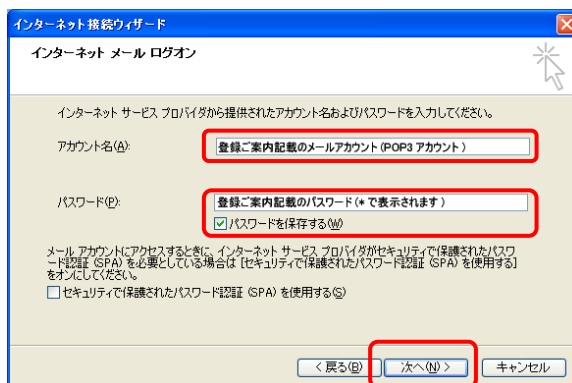 インターネット接続ウィザード
インターネット メール ログオン
インターネット サービス プロバイダから提供されたアカウント名およびパスワードを入力してください。
アカウント名(A):
登録ご案内記載のメールアカウント(POP3 アカウント)
パスワード(P):
登録ご案内記載のパスワード(* で表示されます)
パスワードを保存する(W)
メール アカウントにアクセスするときに、インターネット サービス プロバイダがセキュリティで保護されたパスワ
ード認証 (SPA) を必要としている場合は [セキュリティで保護されたパスワード認証 (SPA) を使用する]
をオンにしてください。
セキュリティで保護されたパスワード認証 (SPA) を使用する(S)
< 戻る(B)
次へ(N) >
キャンセル